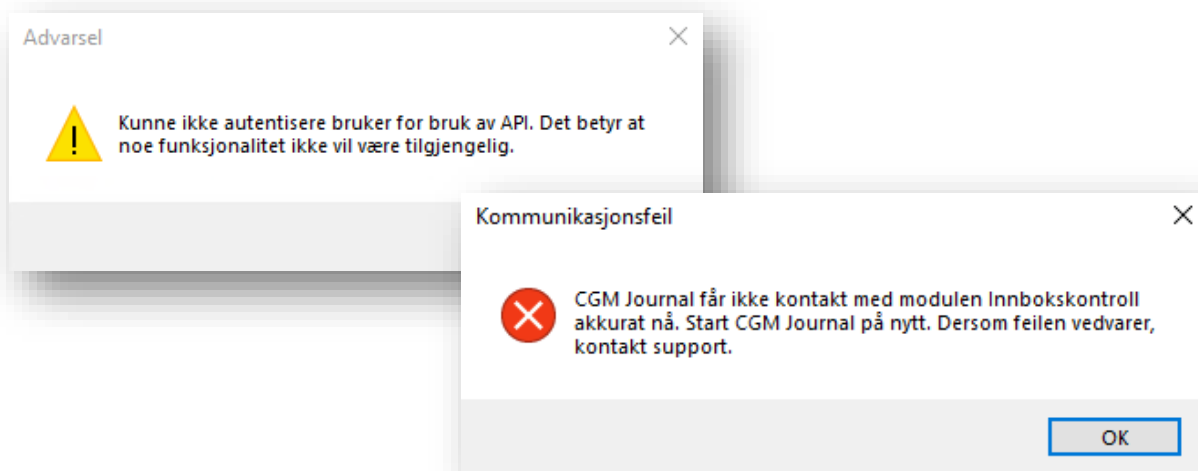 Advarsel
Kunne ikke autentisere bruker for bruk av API. Det betyr at
noe funksjonalitet ikke vil være tilgjengelig.
Kommunikasjonsfeil
CGM Journal får ikke kontakt med modulen Innbokskontroll
akkurat nå. Start CGM Journal på nytt. Dersom feilen vedvarer,
kontakt support.
OK